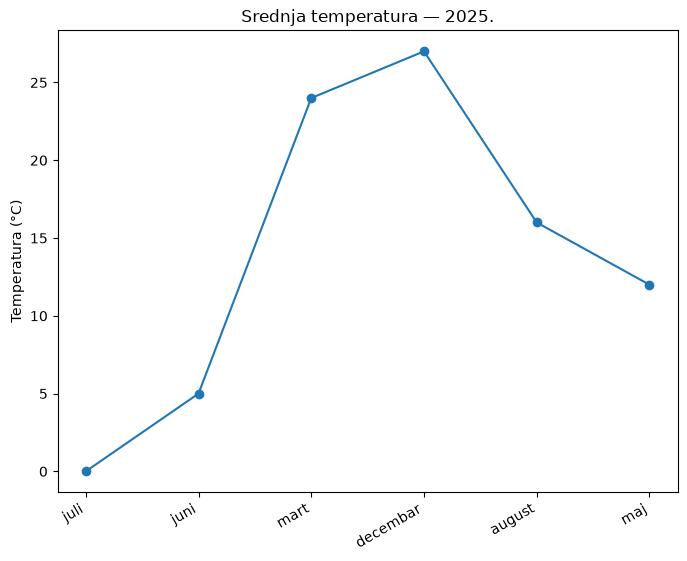 Srednja temperatura — 2025.
Temperatura (°C)
25
20
15
10
5
0
juli
juni
mart
decembar
august
maj